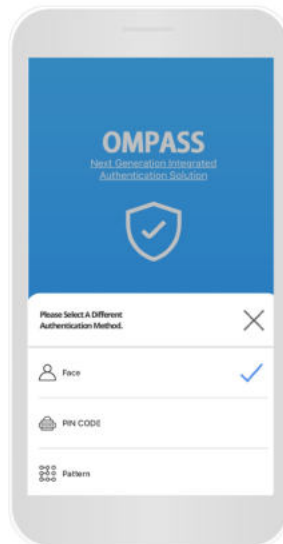 OMPASS
Next Generation Integrated
Authentication Solution
Please Select A Different
Authentication Method.
Face
PIN CODE
Pattern